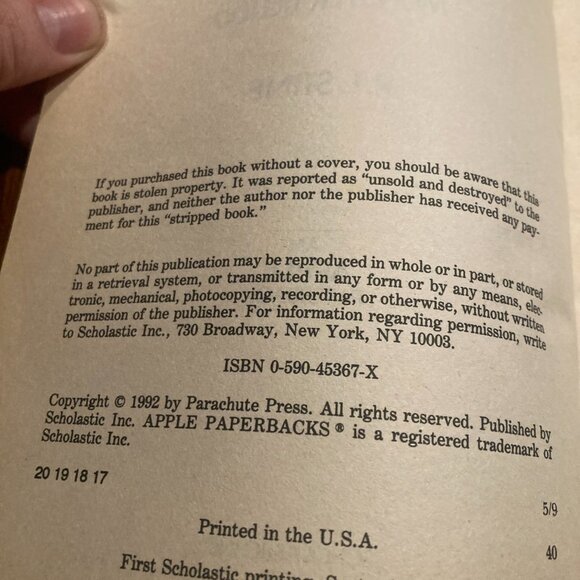 If you purchased this book without a cover, you should be aware that this
book is stolen property. It was reported as "unsold and destroyed" to the
publisher, and neither the author nor the publisher has received any pay-
ment for this "stripped book."
No part of this publication may be reproduced in whole or in part, or stored
in a retrieval system, or transmitted in any form or by any means, elec-
tronic, mechanical, photocopying, recording, or otherwise, without written
permission of the publisher. For information regarding permission, write
to Scholastic Inc., 730 Broadway, New York, NY 10003.
ISBN 0-590-45367-X
Copyright © 1992 by Parachute Press. All rights reserved. Published by
Scholastic Inc. APPLE PAPERBACKS ® is a registered trademark of
Scholastic Inc.
20 19 18 17
5/9
Printed in the U.S.A.
40
First Scholastic printing,